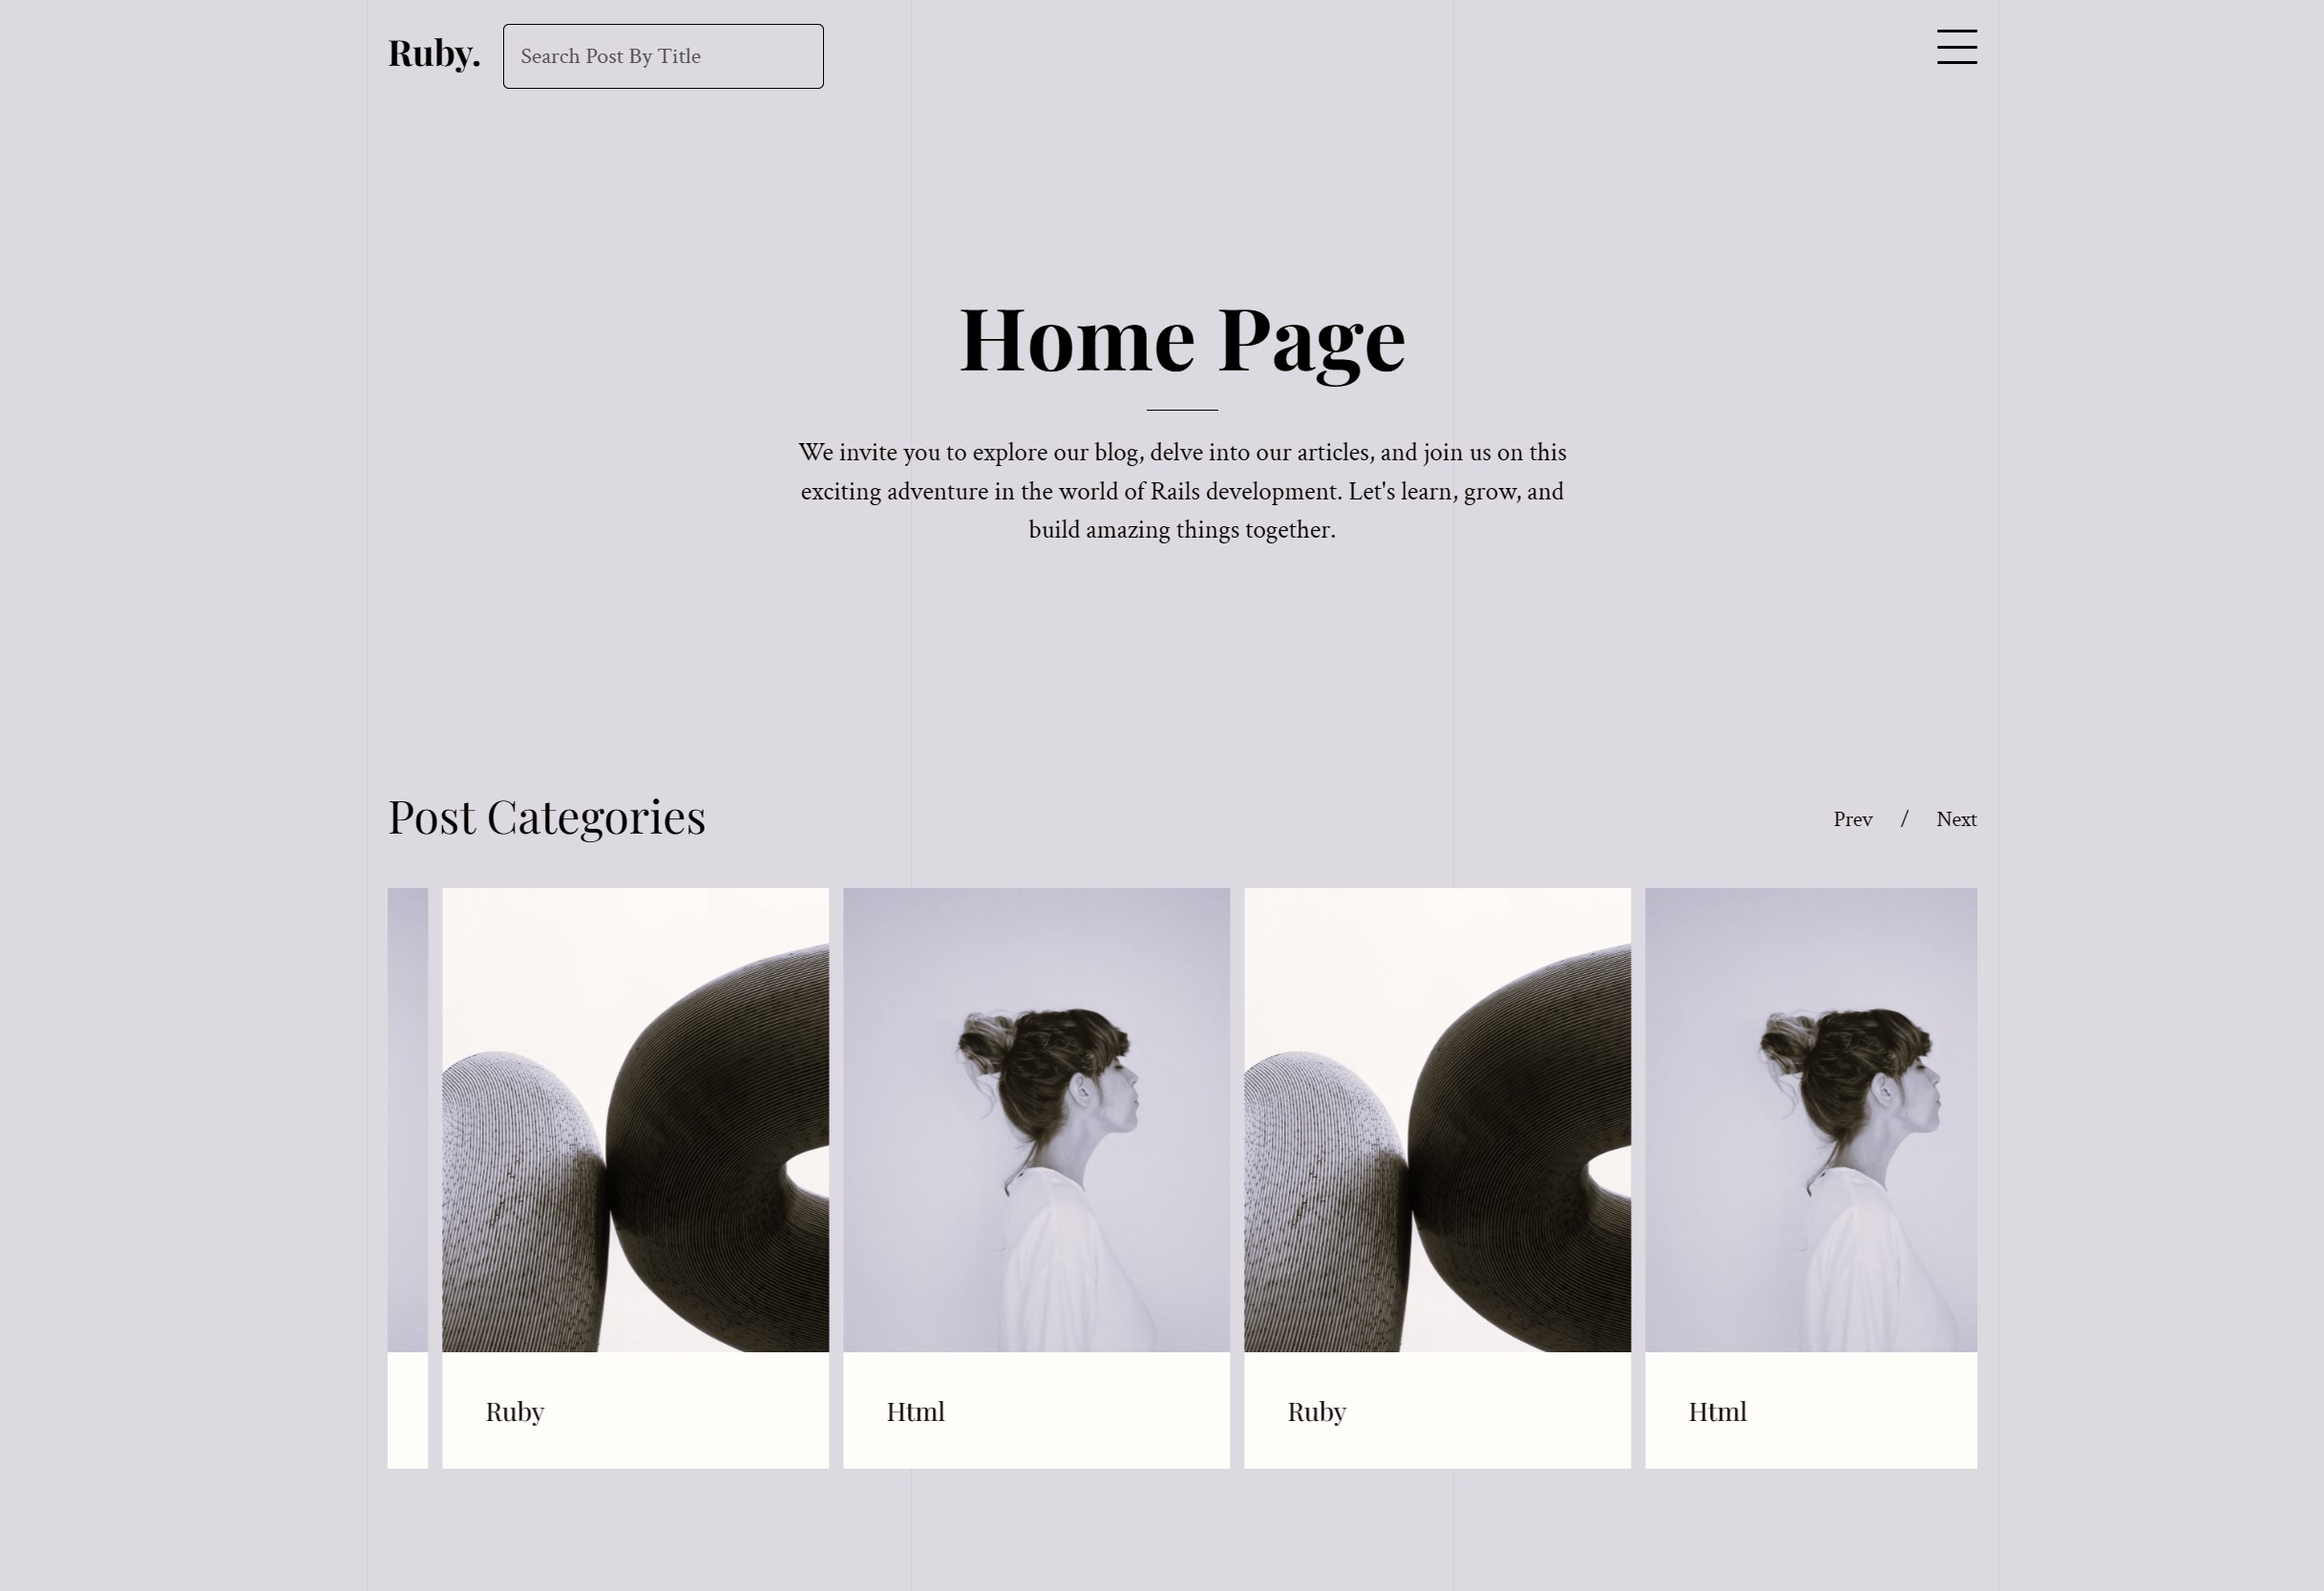 Ruby.
Search Post By Title
Home Page
We invite you to explore our blog, delve into our articles, and join us on this
exciting adventure in the world of Rails development. Let's learn, grow, and
build amazing things together.
Post Categories
Prev / Next
Ruby
Html
Ruby
Html